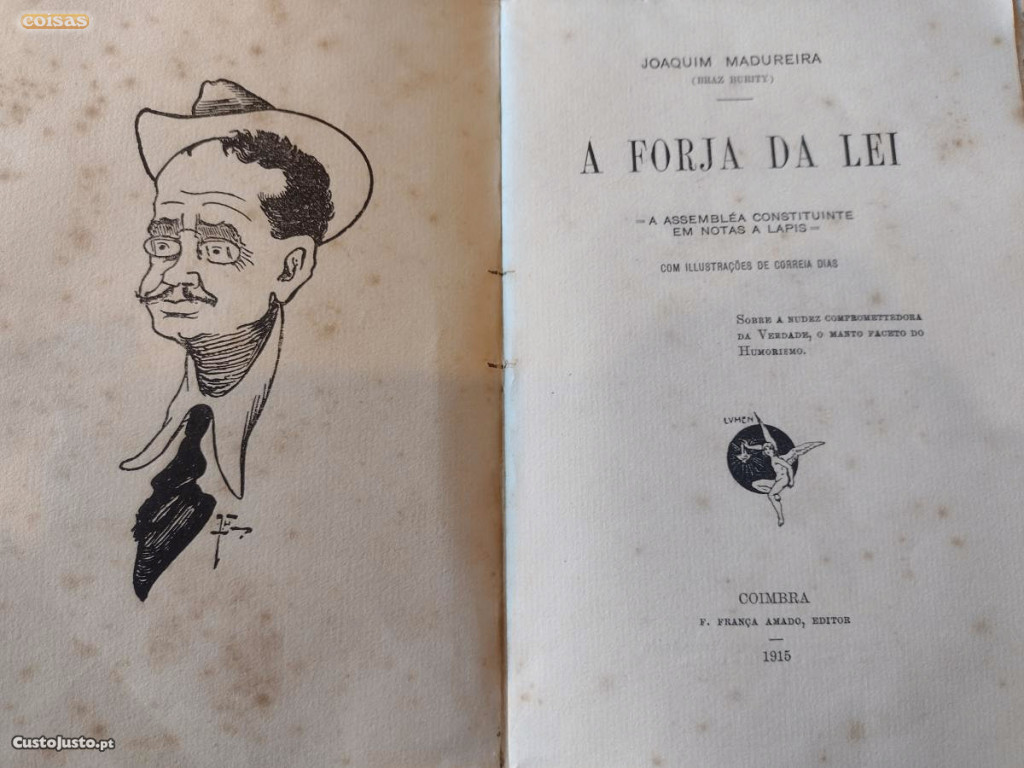 coisas
JOAQUIM MADUREIRA
(BRAZ BURITY)
A FORJA DA LEI
= A ASSEMBLÉA CONSTITUINTE
EM NOTAS A LAPIS =
COM ILLUSTRAÇÕES DE CORREIA DIAS
SOBRE A NUDEZ COMPROMETTEDORA
DA VERDADE, O MANTO FACETO DO
HUMORISMO.
LVMEN
COIMBRA
F. FRANÇA AMADO, EDITOR
1915
CustoJusto.pt